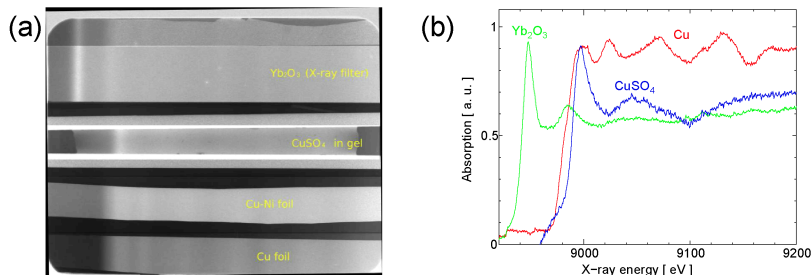 (a)
Yb₂O₃ (X-ray filter)
CuSO₄ in gel
Cu-Ni foil
Cu foil
(b)
Absorption [ a. u. ]
1
0.5
0
Yb₂O₃
Cu
CuSO₄
9000
9100
9200
X-ray energy [ eV ]